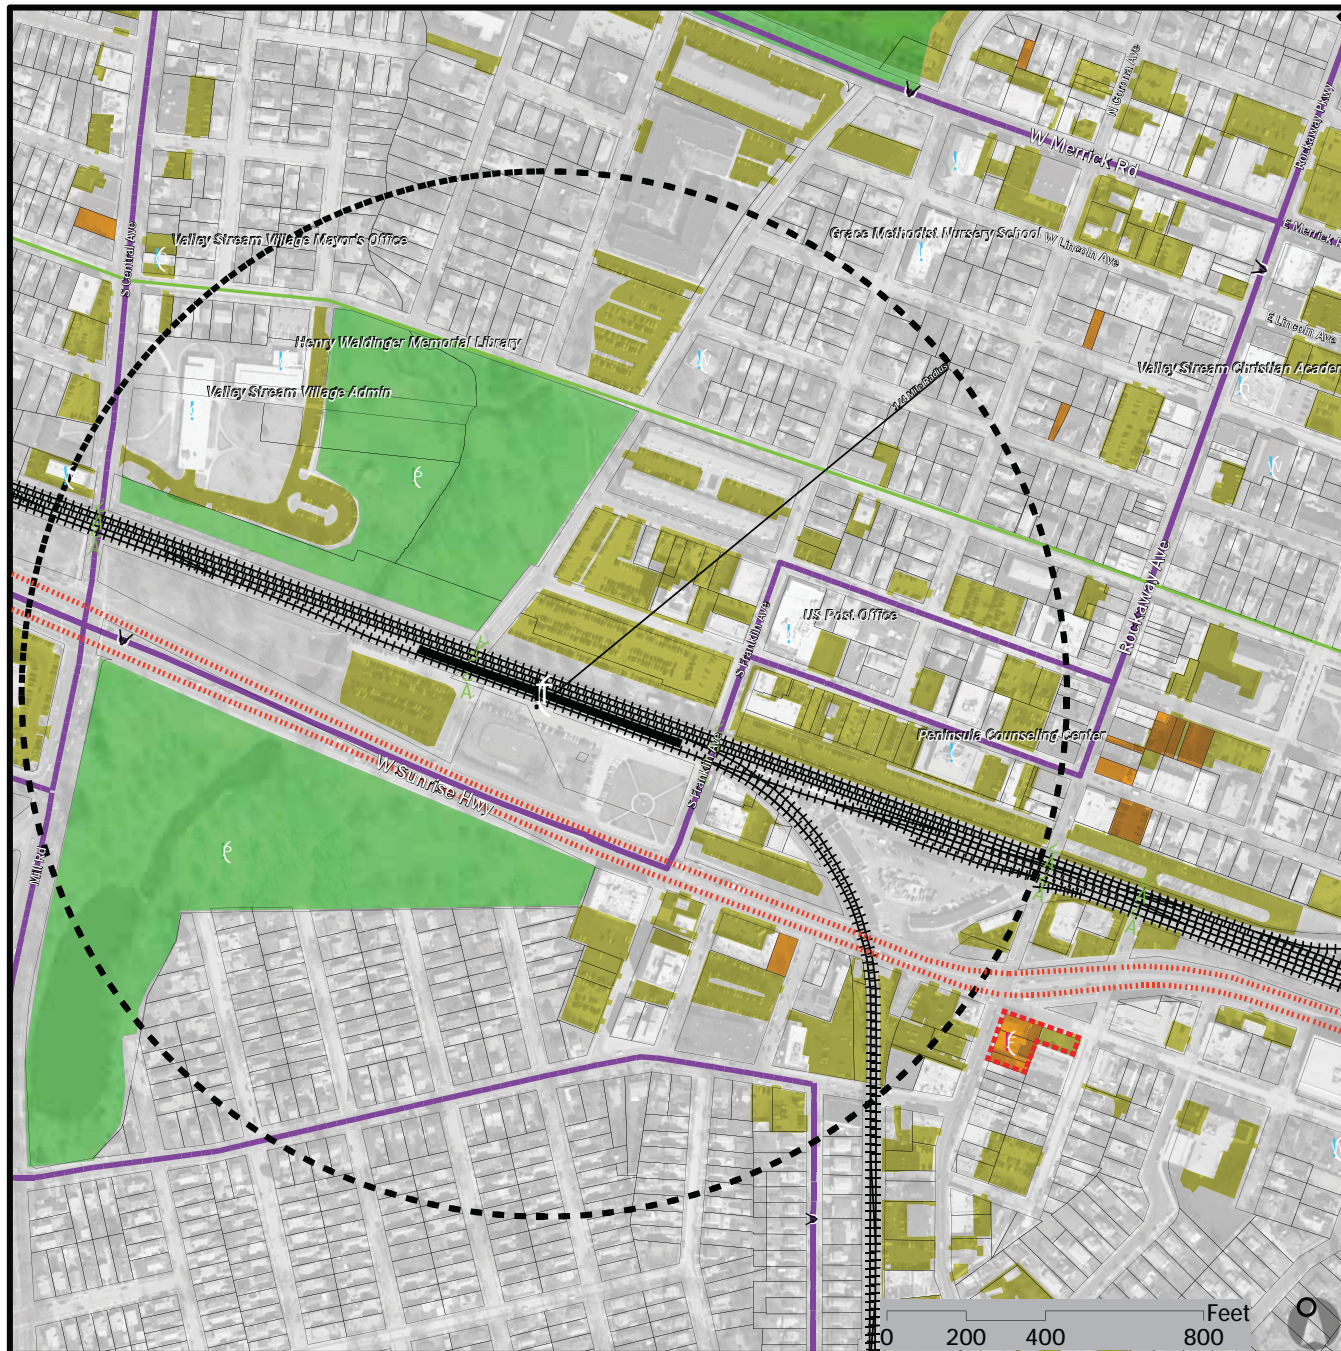 N Corona Ave
Rockaway Pkwy
W Merrick Rd
E Merrick
S Central Ave
Valley Stream Village Mayor's Office
Grace Methodist Nursery School
W Lincoln Ave
E Lincoln Ave
Henry Waldinger Memorial Library
Valley Stream Christian Academ
1/4 Mile Radius
Valley Stream Village Admin
Rockaway Ave
US Post Office
S Franklin Ave
Peninsula Counseling Center
W Sunrise Hwy
S Franklin Ave
Mill Rd
Feet
0 200 400 800